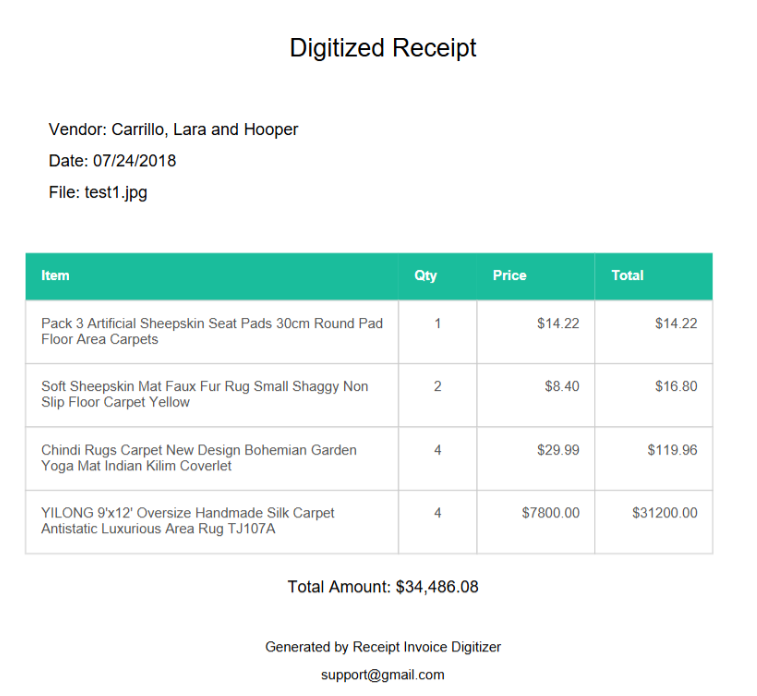 Digitized Receipt
Vendor: Carrillo, Lara and Hooper
Date: 07/24/2018
File: test1.jpg
Item Qty Price Total
Pack 3 Artificial Sheepskin Seat Pads 30cm Round Pad 1 $14.22 $14.22
Floor Area Carpets
Soft Sheepskin Mat Faux Fur Rug Small Shaggy Non 2 $8.40 $16.80
Slip Floor Carpet Yellow
Chindi Rugs Carpet New Design Bohemian Garden 4 $29.99 $119.96
Yoga Mat Indian Kilim Coverlet
YILONG 9'x12' Oversize Handmade Silk Carpet 4 $7800.00 $31200.00
Antistatic Luxurious Area Rug TJ107A
Total Amount: $34,486.08
Generated by Receipt Invoice Digitizer
support@gmail.com